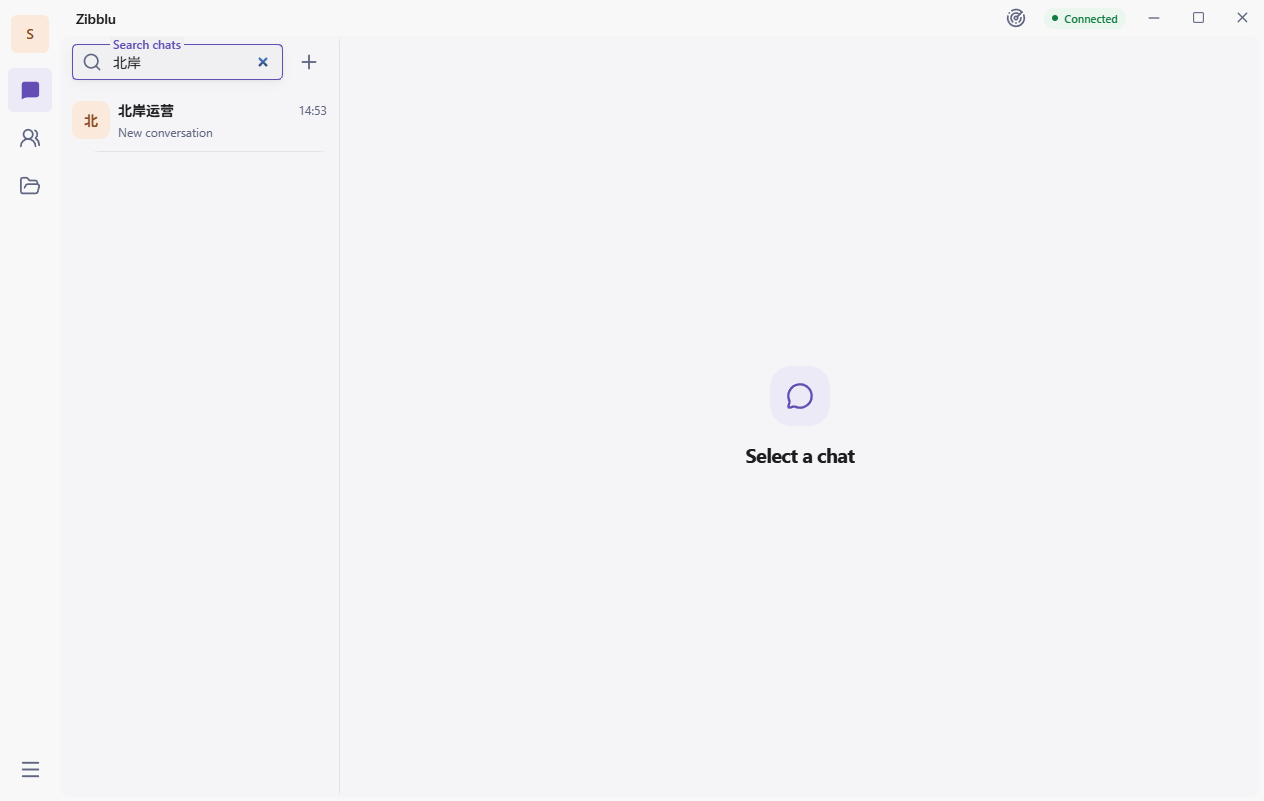 S
Zibblu
Connected
Search chats
北岸
北
北岸运营
14:53
New conversation
Select a chat